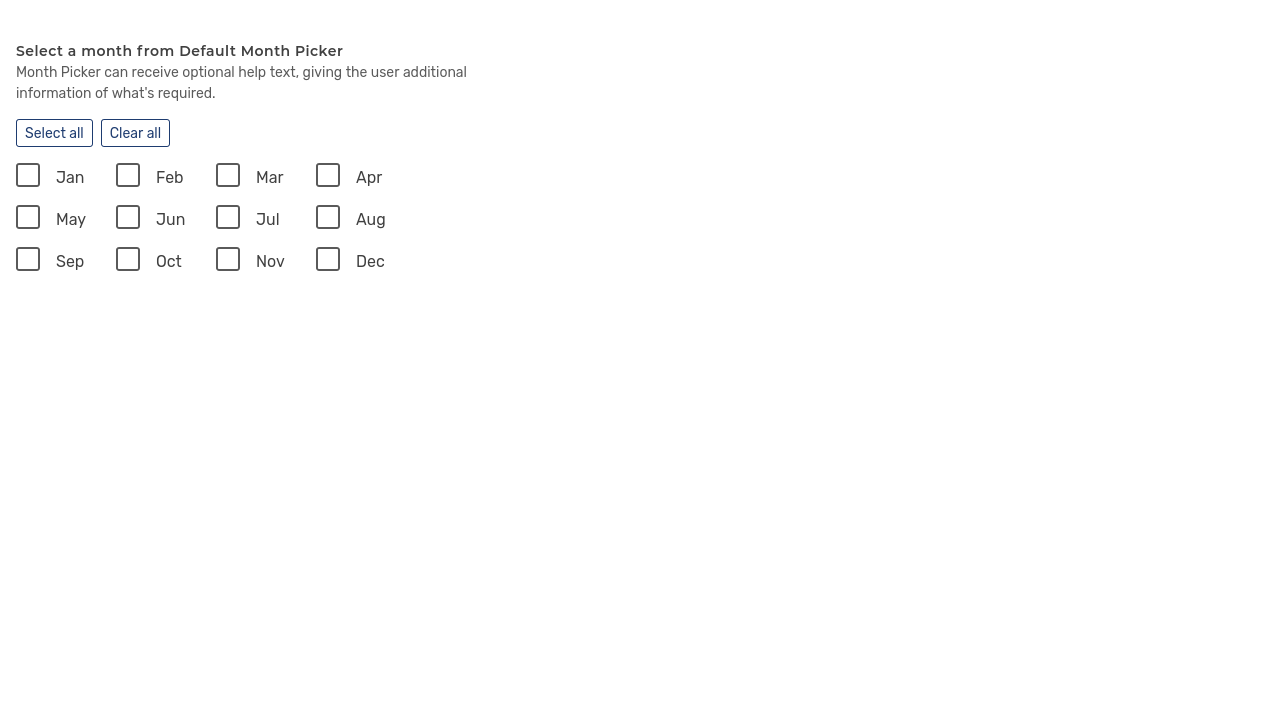 Select a month from Default Month Picker
Month Picker can receive optional help text, giving the user additional
information of what's required.
Select all Clear all
Jan Feb Mar Apr
May Jun Jul Aug
Sep Oct Nov Dec